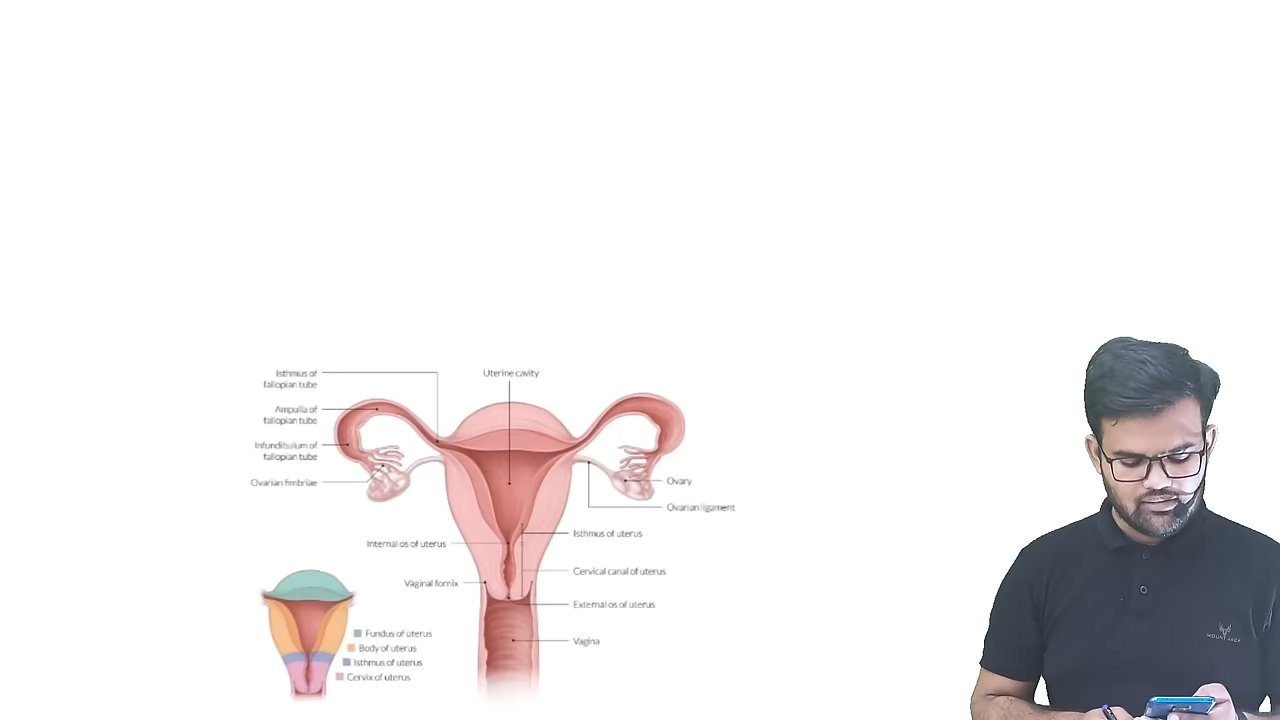 Isthmus of
fallopian tube
Uterine cavity
Ampulla of
fallopian tube
Infundibulum of
fallopian tube
Ovarian fimbriae
Ovary
Ovarian ligament
Isthmus of uterus
Internal os of uterus
Cervical canal of uterus
Vaginal fornix
External os of uterus
Vagina
Fundus of uterus
Body of uterus
Isthmus of uterus
Cervix of uterus